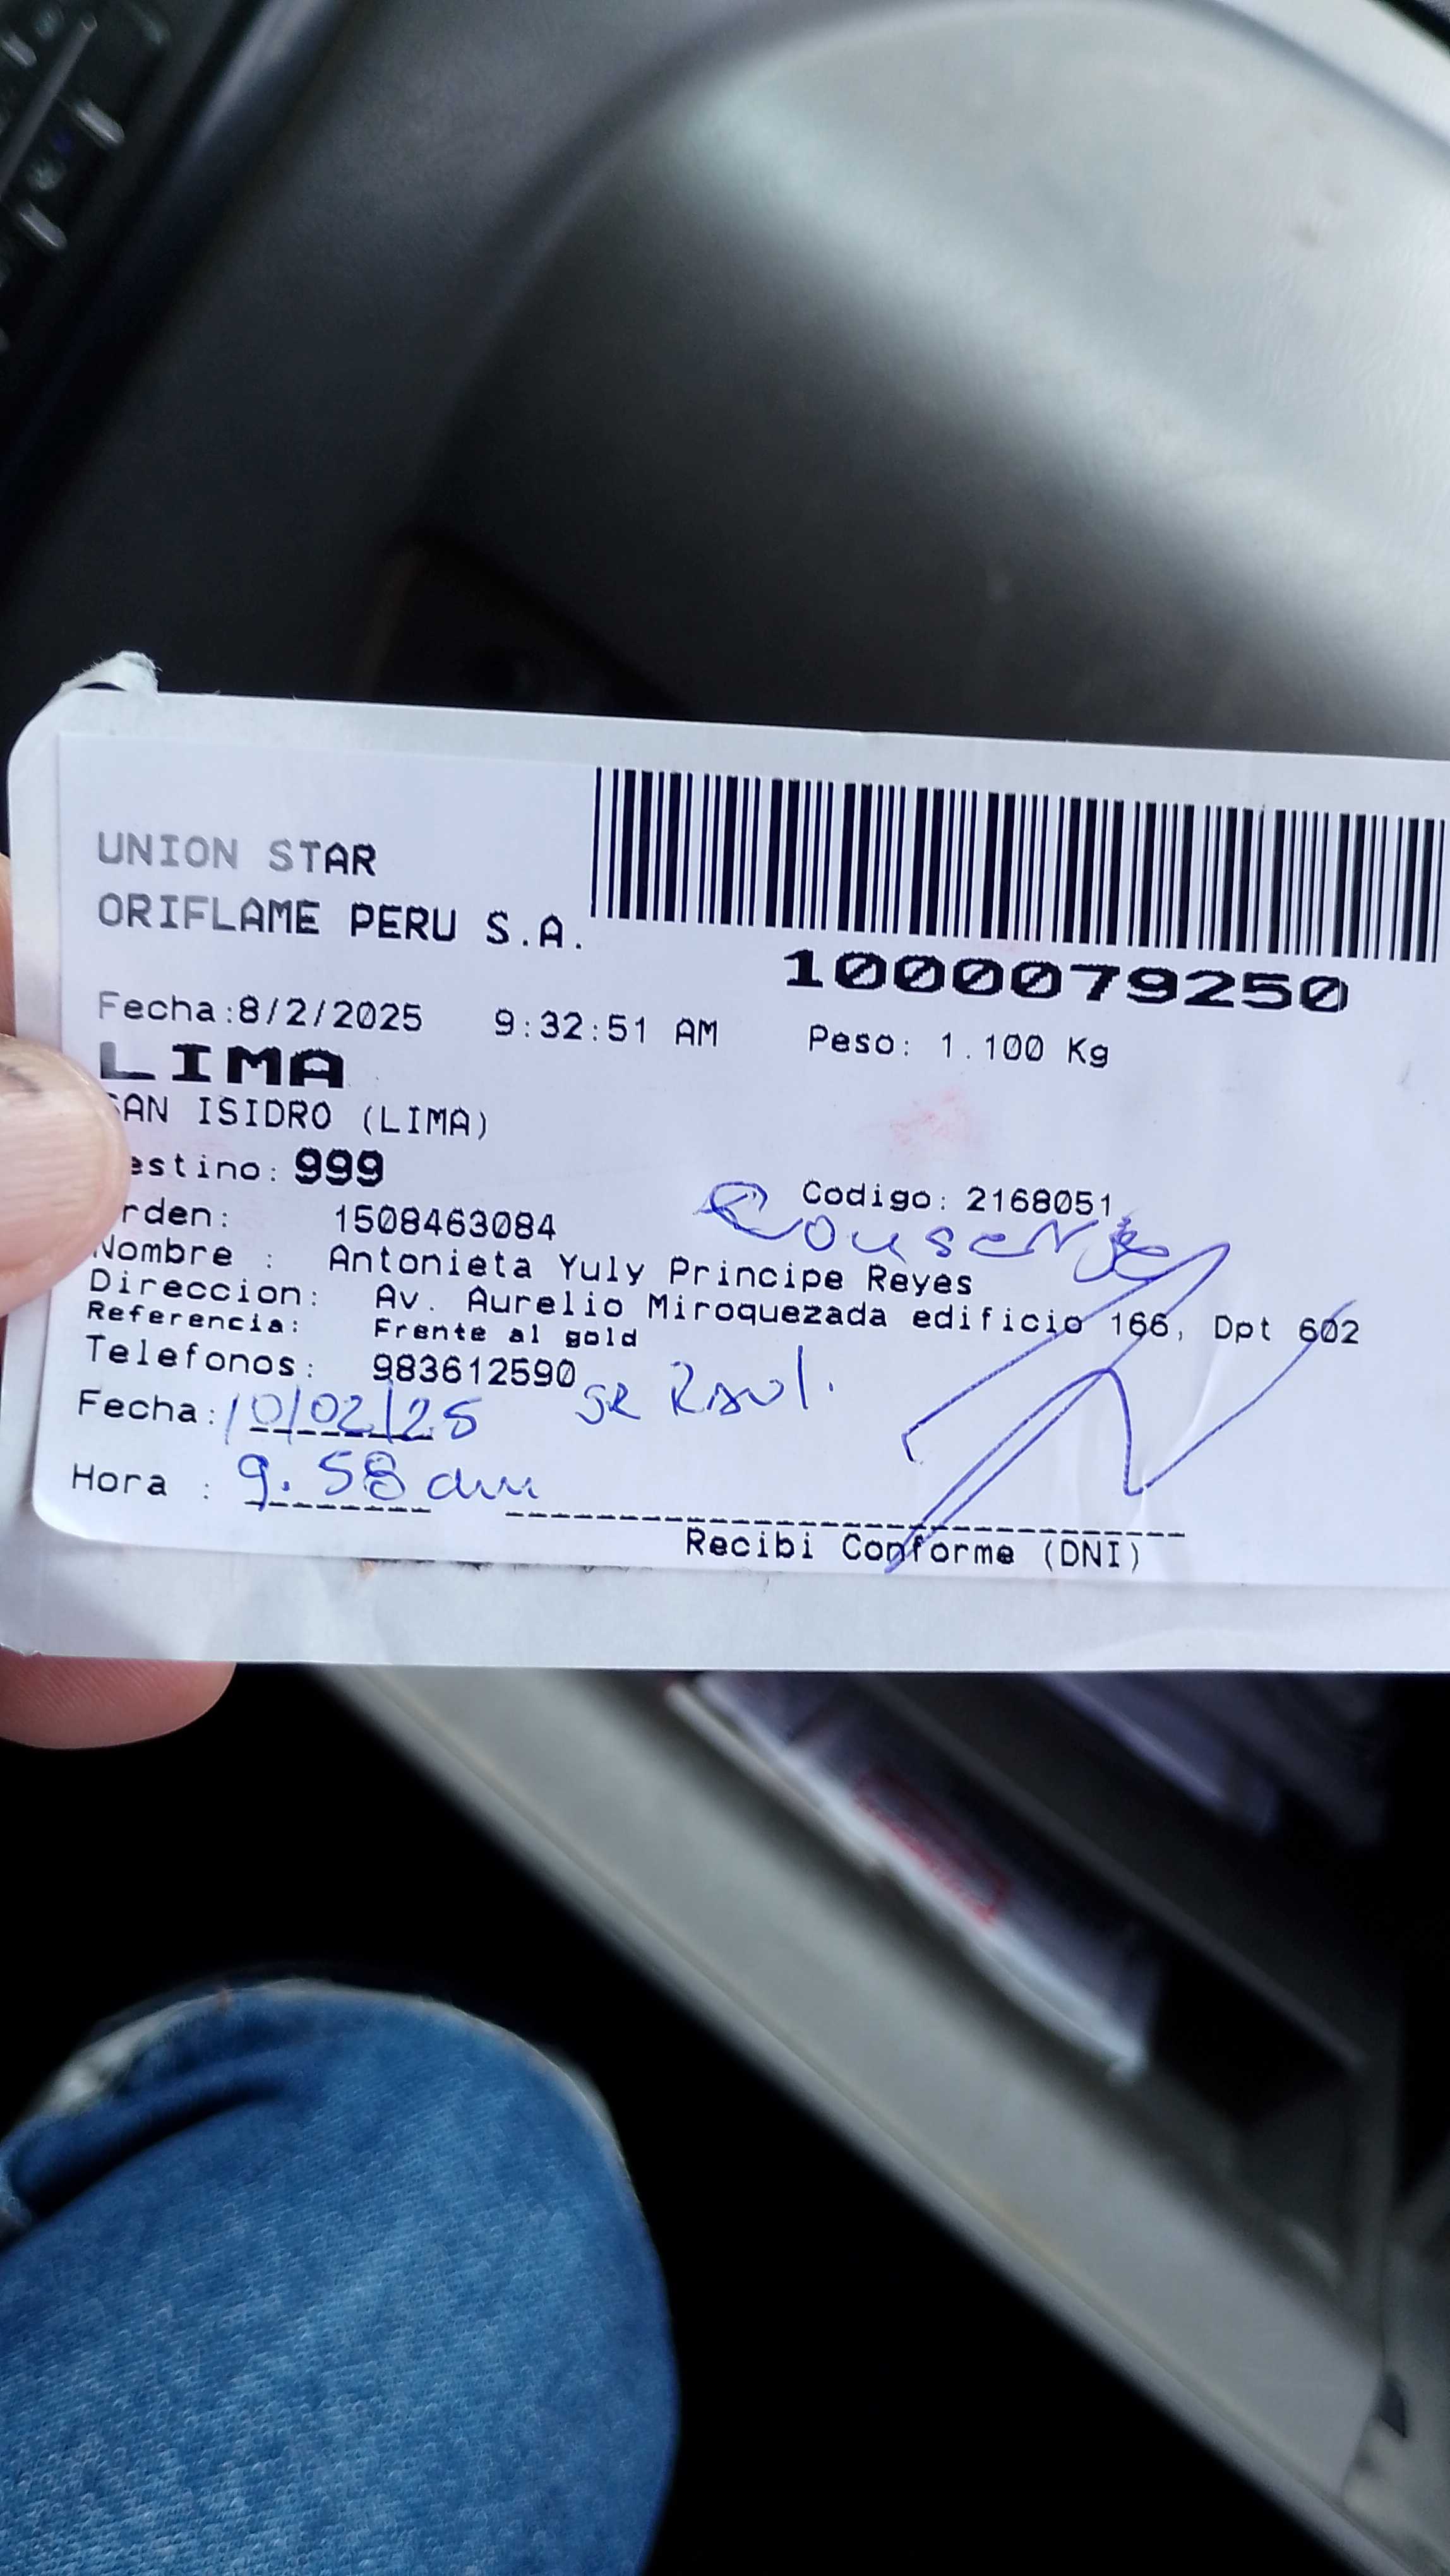 UNION STAR
ORIFLAME PERU S.A.
1000079250
Fecha:8/2/2025 9:32:51 AM Peso: 1.100 Kg
LIMA
SAN ISIDRO (LIMA)
estino: 999
Codigo: 2168051
rden: 1508463084
Conserje
Nombre : Antonieta Yuly Principe Reyes
Direccion: Av. Aurelio Miroquezada edificio 166, Dpt 602
Referencia: Frente al gold
Telefonos: 983612590
SR Raul.
Fecha: 10/02/25
Hora : 9.58 am
Recibi Conforme (DNI)